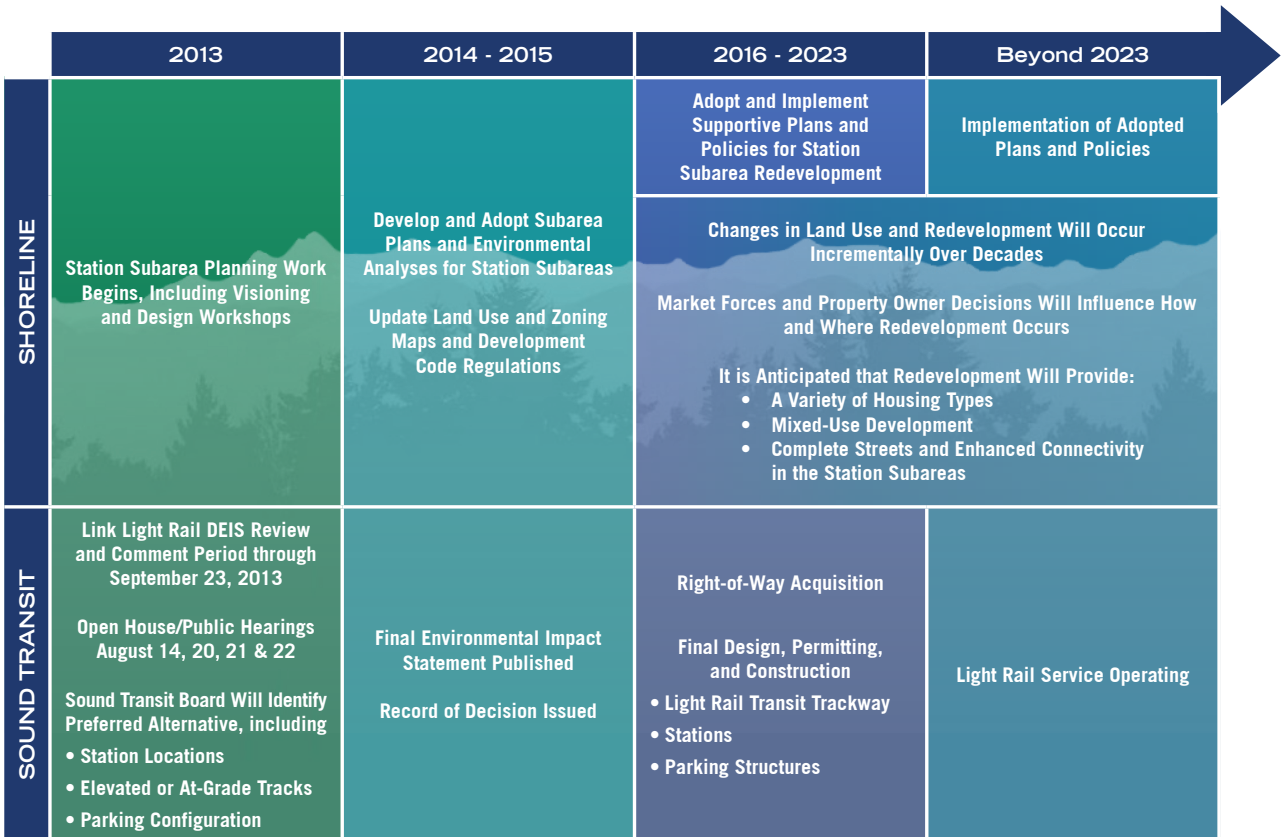 2013
2014 - 2015
2016 - 2023
Beyond 2023
SHORELINE
Station Subarea Planning Work
Begins, Including Visioning
and Design Workshops
Develop and Adopt Subarea
Plans and Environmental
Analyses for Station Subareas
Update Land Use and Zoning
Maps and Development
Code Regulations
Adopt and Implement
Supportive Plans and
Policies for Station
Subarea Redevelopment
Implementation of Adopted
Plans and Policies
Changes in Land Use and Redevelopment Will Occur
Incrementally Over Decades
Market Forces and Property Owner Decisions Will Influence How
and Where Redevelopment Occurs
It is Anticipated that Redevelopment Will Provide:
• A Variety of Housing Types
• Mixed-Use Development
• Complete Streets and Enhanced Connectivity
in the Station Subareas
SOUND TRANSIT
Link Light Rail DEIS Review
and Comment Period through
September 23, 2013
Open House/Public Hearings
August 14, 20, 21 & 22
Sound Transit Board Will Identify
Preferred Alternative, including
• Station Locations
• Elevated or At-Grade Tracks
• Parking Configuration
Final Environmental Impact
Statement Published
Record of Decision Issued
Right-of-Way Acquisition
Final Design, Permitting,
and Construction
• Light Rail Transit Trackway
• Stations
• Parking Structures
Light Rail Service Operating